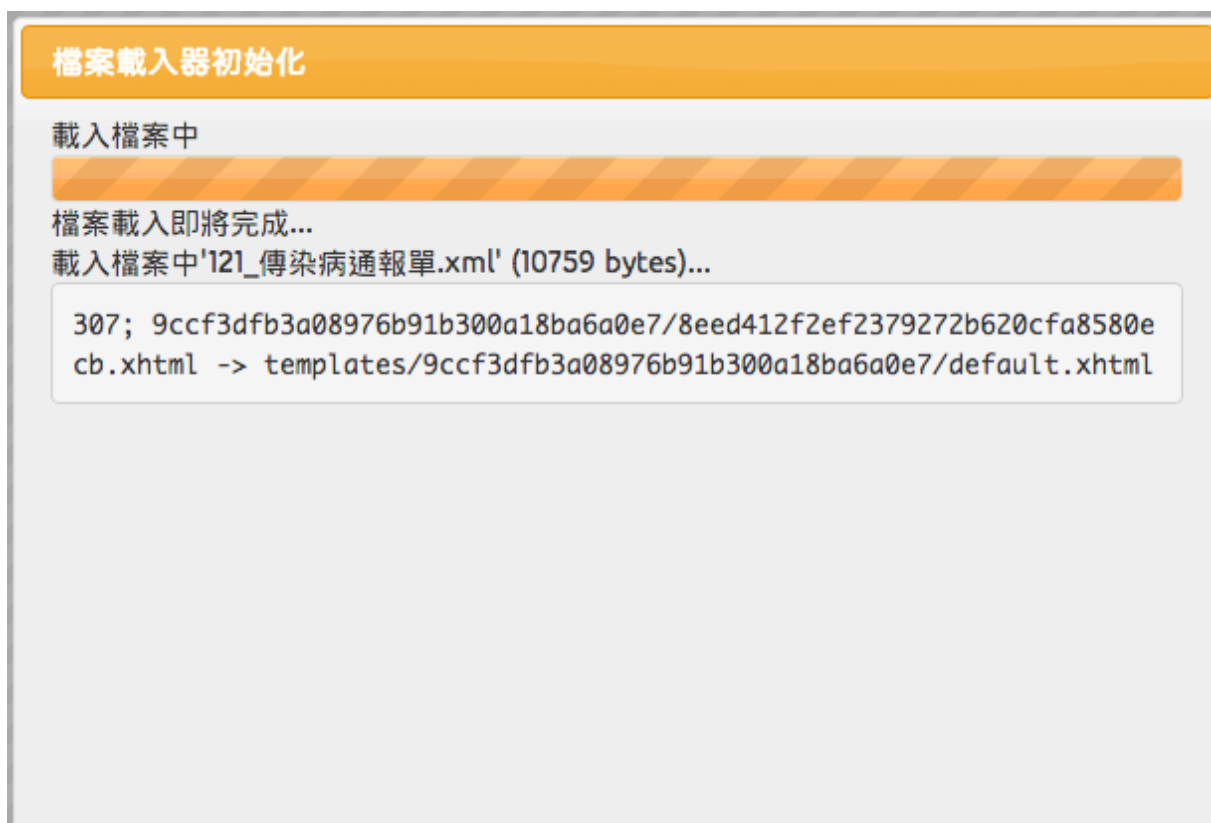 檔案載入器初始化
載入檔案中
檔案載入即將完成...
載入檔案中'121_傳染病通報單.xml' (10759 bytes)...
307; 9ccf3dfb3a08976b91b300a18ba6a0e7/8eed412f2ef2379272b620cfa8580e
cb.xhtml -> templates/9ccf3dfb3a08976b91b300a18ba6a0e7/default.xhtml